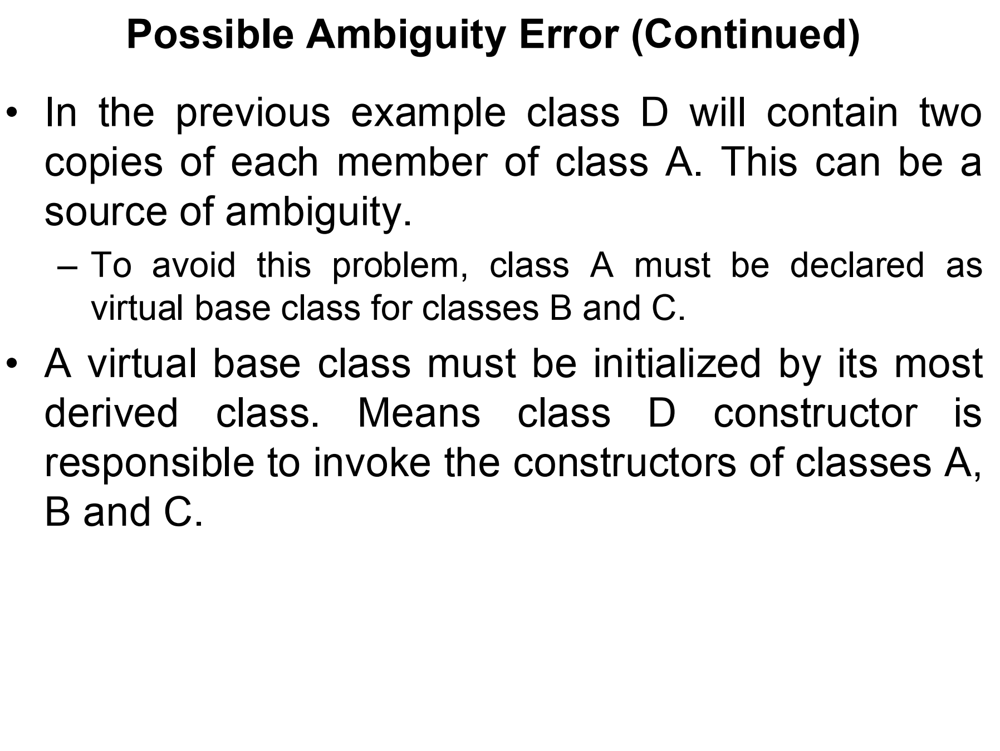 Possible Ambiguity Error (Continued)
• In the previous example class D will contain two
copies of each member of class A. This can be a
source of ambiguity.
– To avoid this problem, class A must be declared as
virtual base class for classes B and C.
• A virtual base class must be initialized by its most
derived class. Means class D constructor is
responsible to invoke the constructors of classes A,
B and C.